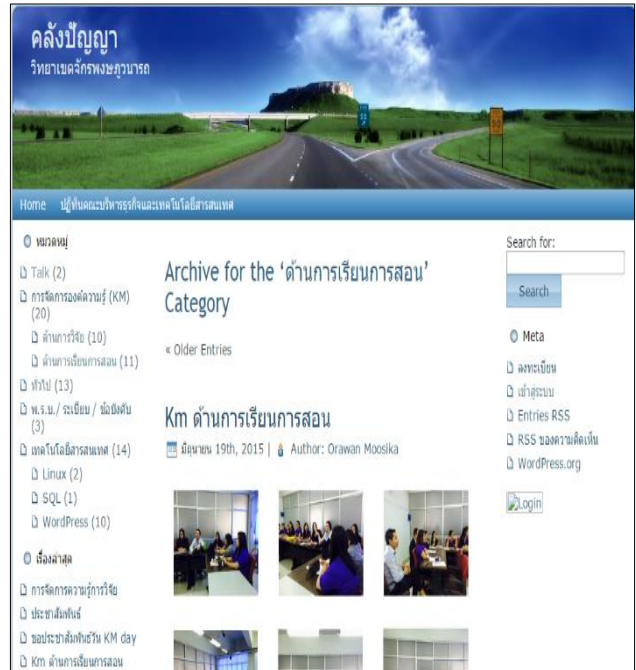 คลังปัญญา
วิทยาเขตจักรพงษภูวนารถ
Home ปฏิทินคณะบริหารธุรกิจและเทคโนโลยีสารสนเทศ
หมวดหมู่
Talk (2)
การจัดการองค์ความรู้ (KM)
(20)
ด้านการวิจัย (10)
ด้านการเรียนการสอน (11)
ทั่วไป (13)
พ.ร.บ./ ระเบียบ / ข้อบังคับ
(3)
เทคโนโลยีสารสนเทศ (14)
Linux (2)
SQL (1)
WordPress (10)
เรื่องล่าสุด
การจัดการความรู้การวิจัย
ประชาสัมพันธ์
ขอประชาสัมพันธ์วัน KM day
Km ด้านการเรียนการสอน
Archive for the ‘ด้านการเรียนการสอน’
Category
« Older Entries
Km ด้านการเรียนการสอน
มิถุนายน 19th, 2015 | Author: Orawan Moosika
Search for:
Search
Meta
ลงทะเบียน
เข้าสู่ระบบ
Entries RSS
RSS ของความคิดเห็น
WordPress.org
Login